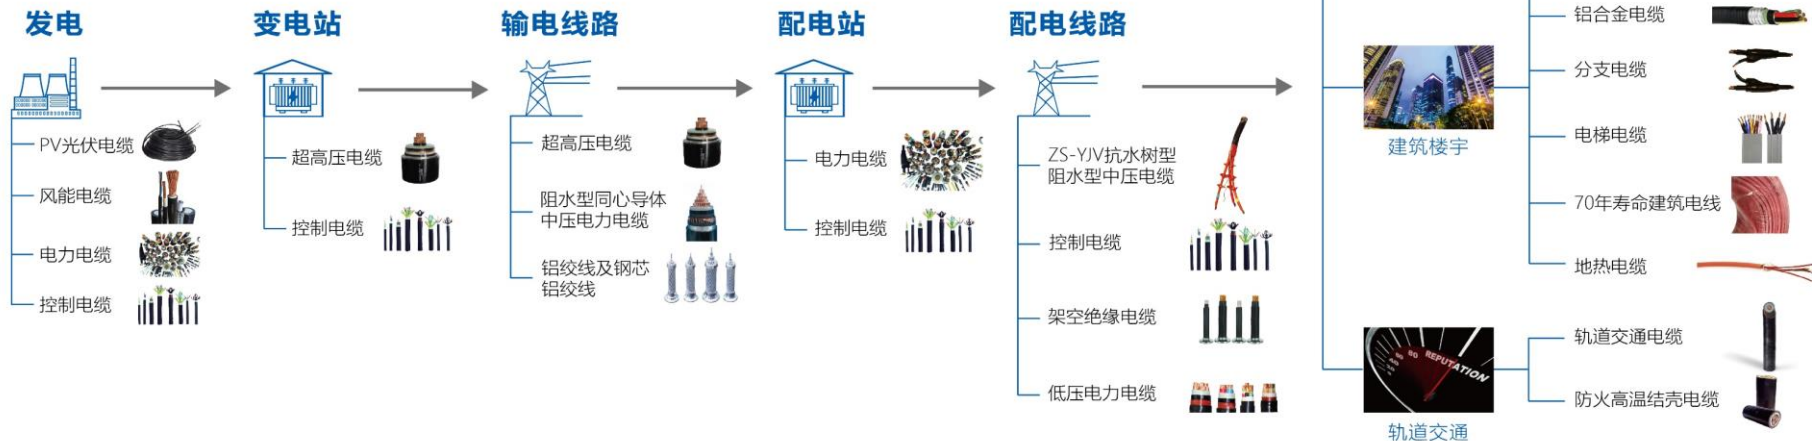 发电
变电站
输电线路
配电站
配电线路
PV光伏电缆
风能电缆
电力电缆
控制电缆
超高压电缆
控制电缆
超高压电缆
阻水型同心导体
中压电力电缆
铝绞线及钢芯
铝绞线
电力电缆
控制电缆
ZS-YJV抗水树型
阻水型中压电缆
控制电缆
架空绝缘电缆
低压电力电缆
建筑楼宇
铝合金电缆
分支电缆
电梯电缆
70年寿命建筑电线
地热电缆
REPUTATION
轨道交通
轨道交通电缆
防火高温结壳电缆